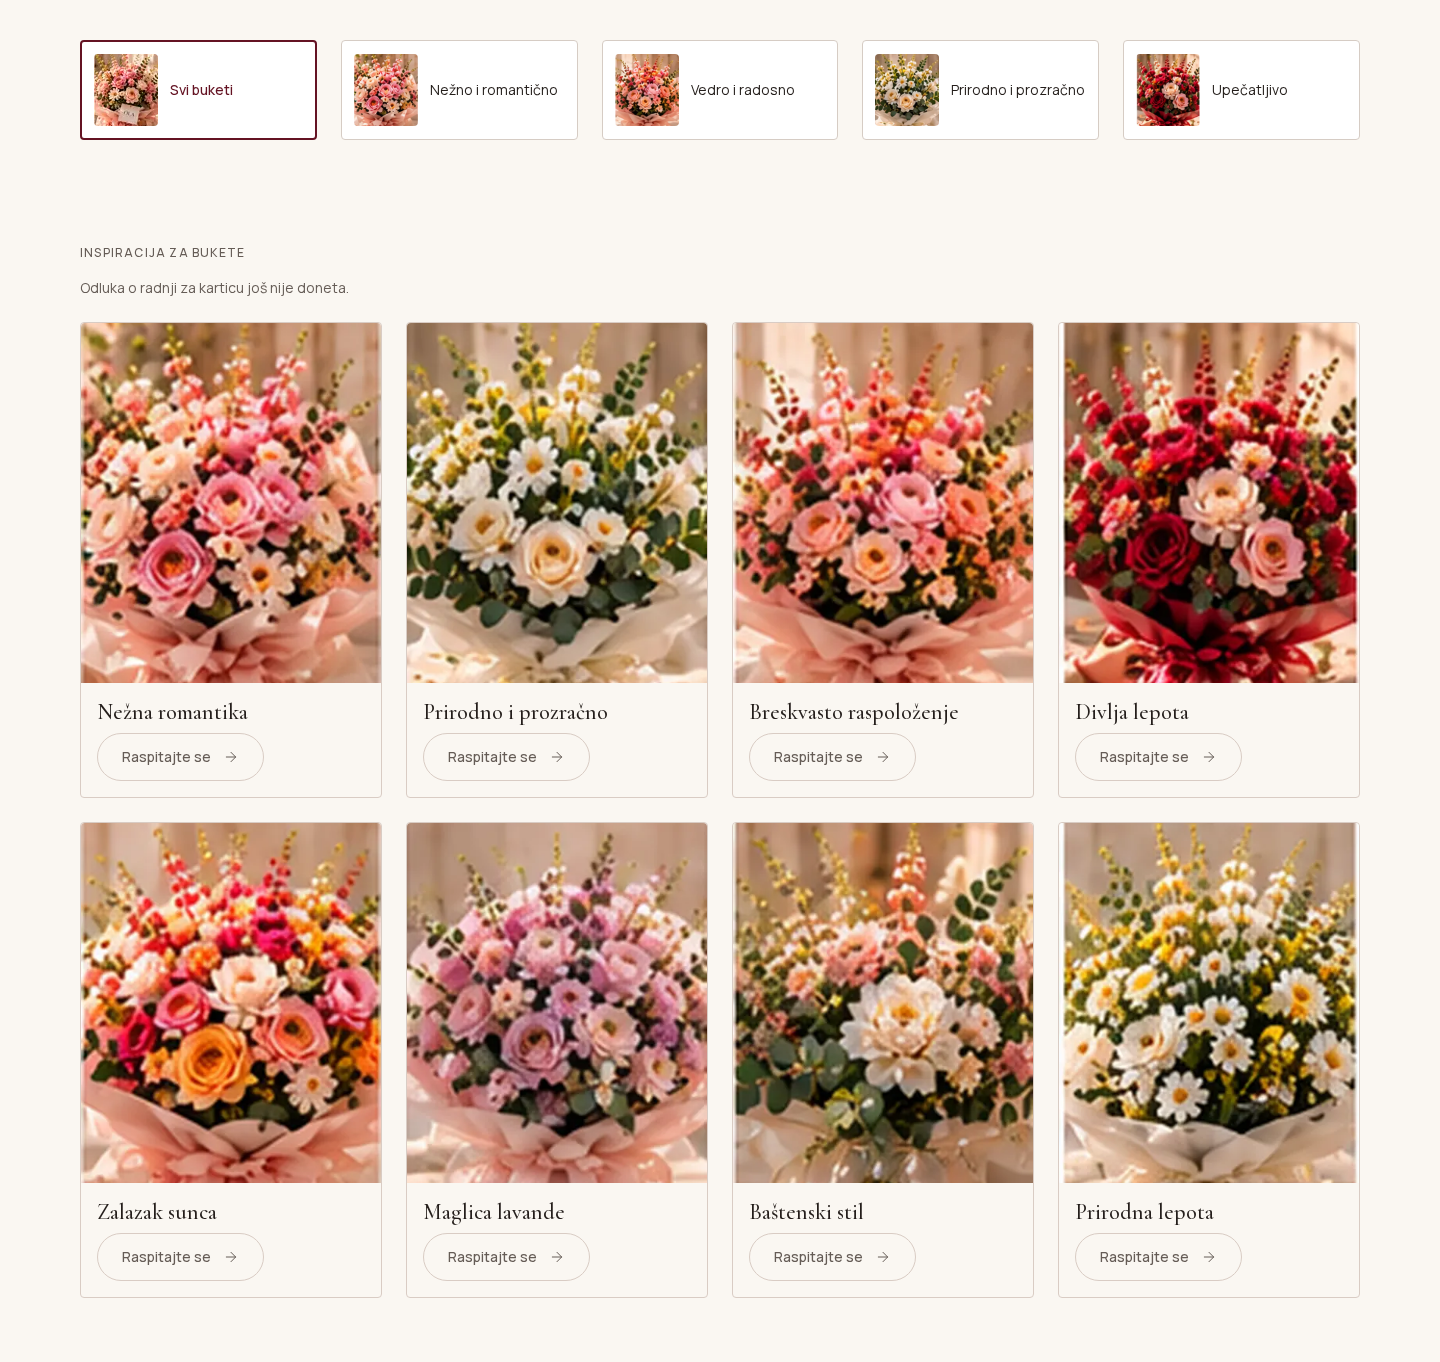 Svi buketi
Nežno i romantično
Vedro i radosno
Prirodno i prozračno
Upečatljivo
INSPIRACIJA ZA BUKETE
Odluka o radnji za karticu još nije doneta.
Nežna romantika
Prirodno i prozračno
Breskvasto raspoloženje
Divlja lepota
Raspitajte se
Raspitajte se
Raspitajte se
Raspitajte se
Zalazak sunca
Maglica lavande
Baštenski stil
Prirodna lepota
Raspitajte se
Raspitajte se
Raspitajte se
Raspitajte se